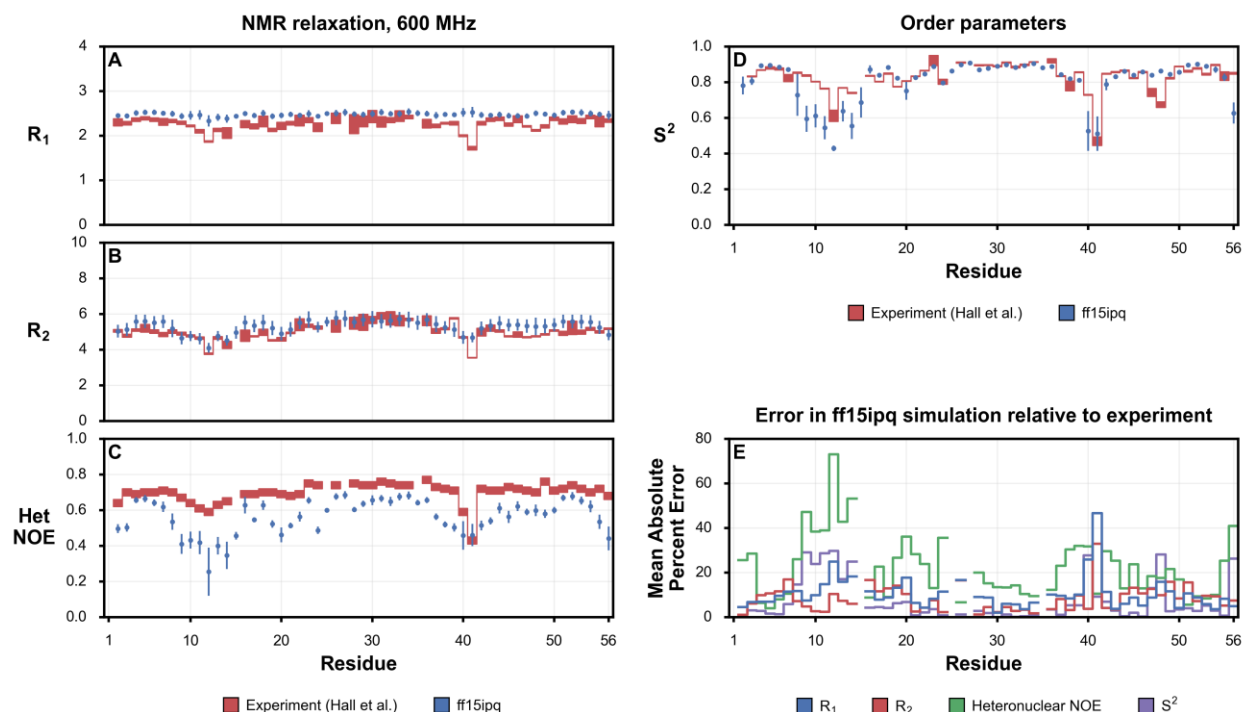 NMR relaxation, 600 MHz
A
4
3
2
1
0
R1
B
10
8
6
4
2
0
R2
C
1.0
0.8
0.6
0.4
0.2
0.0
Het
NOE
1 10 20 30 40 50 56
Residue
Experiment (Hall et al.) ff15ipq
Order parameters
D
1.0
0.8
0.6
0.4
0.2
0.0
S2
1 10 20 30 40 50 56
Residue
Experiment (Hall et al.) ff15ipq
Error in ff15ipq simulation relative to experiment
E
80
60
40
20
0
Mean Absolute
Percent Error
1 10 20 30 40 50 56
Residue
R1 R2 Heteronuclear NOE S2